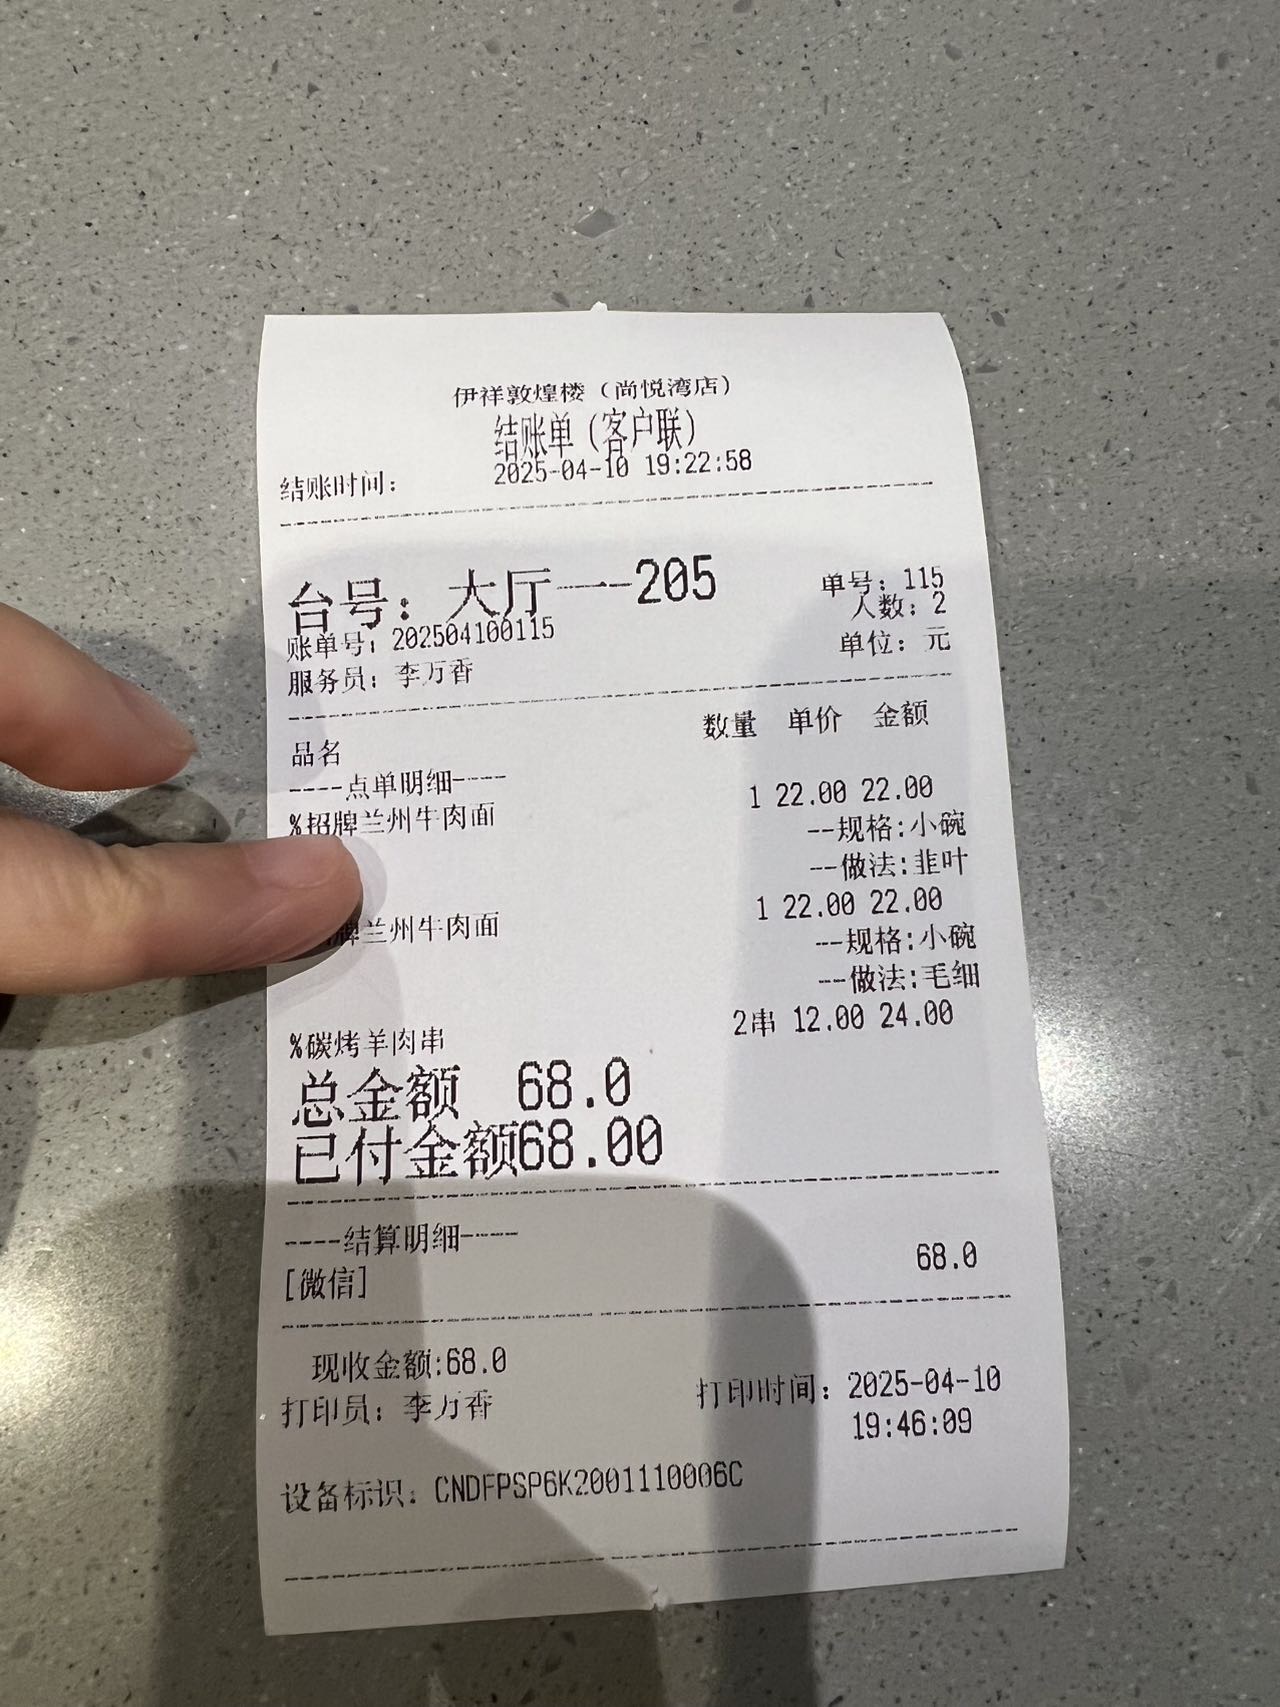 伊祥敦煌楼（尚悦湾店）
结账单（客户联）
结账时间： 2025-04-10 19:22:58
台号：大厅一-205
单号：115
人数：2
账单号：202504100115
单位：元
服务员：李万香
品名 数量 单价 金额
----点单明细----
%招牌兰州牛肉面 1 22.00 22.00
--规格:小碗
--做法:韭叶
牌兰州牛肉面 1 22.00 22.00
--规格:小碗
--做法:毛细
%碳烤羊肉串 2串 12.00 24.00
总金额 68.0
已付金额68.00
----结算明细----
[微信] 68.0
现收金额:68.0
打印员：李万香
打印时间：2025-04-10
19:46:09
设备标识：CNDFPSP6K2001110006C